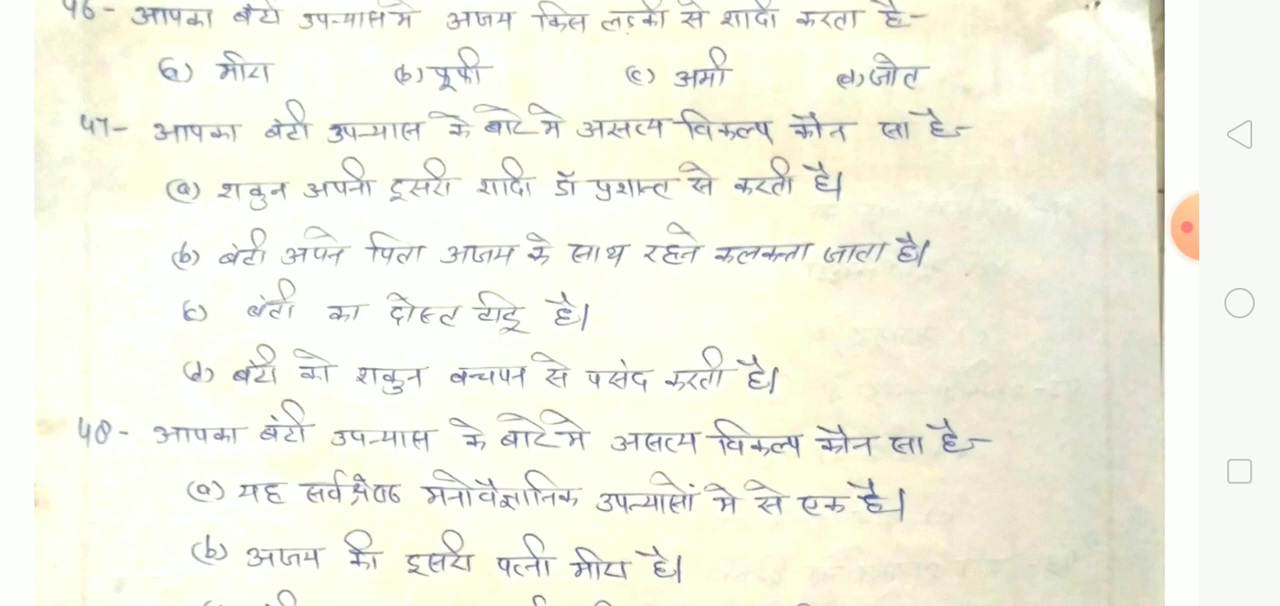 46- आपका बंटी उपन्यास मे अजय किस लड़की से शादी करता है-
(a) मीरा (b) फूफी (c) अमी (d) जोत
47- आपका बंटी उपन्यास के बारे मे असत्य विकल्प कौन सा है-
(a) शकुन अपनी दूसरी शादी डॉ प्रशान्त से करती है।
(b) बंटी अपने पिता अजय के साथ रहने कलकत्ता जाता है।
(c) बंटी का दोस्त टीटू है।
(d) बंटी को शकुन बच्चपन से पसंद करती है।
48- आपका बंटी उपन्यास के बारे मे असत्य विकल्प कौन सा है-
(a) यह सर्वश्रेष्ठ मनोवैज्ञानिक उपन्यासों मे से एक है।
(b) अजय की दूसरी पत्नी मीरा है।